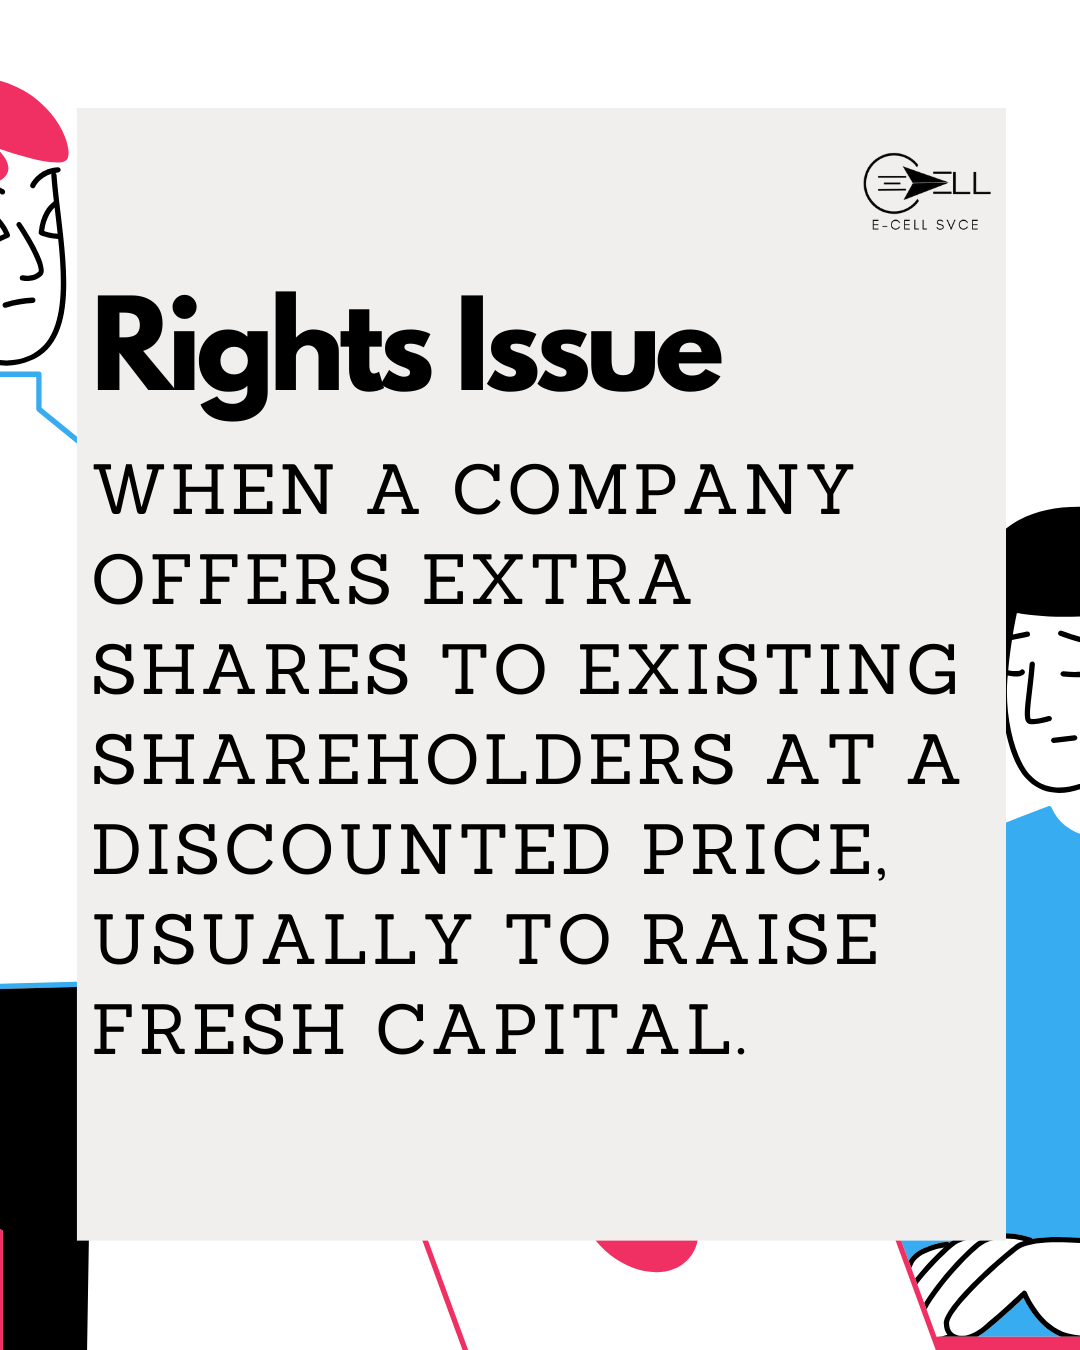 ELL
E-CELL SVCE
Rights Issue
WHEN A COMPANY
OFFERS EXTRA
SHARES TO EXISTING
SHAREHOLDERS AT A
DISCOUNTED PRICE,
USUALLY TO RAISE
FRESH CAPITAL.